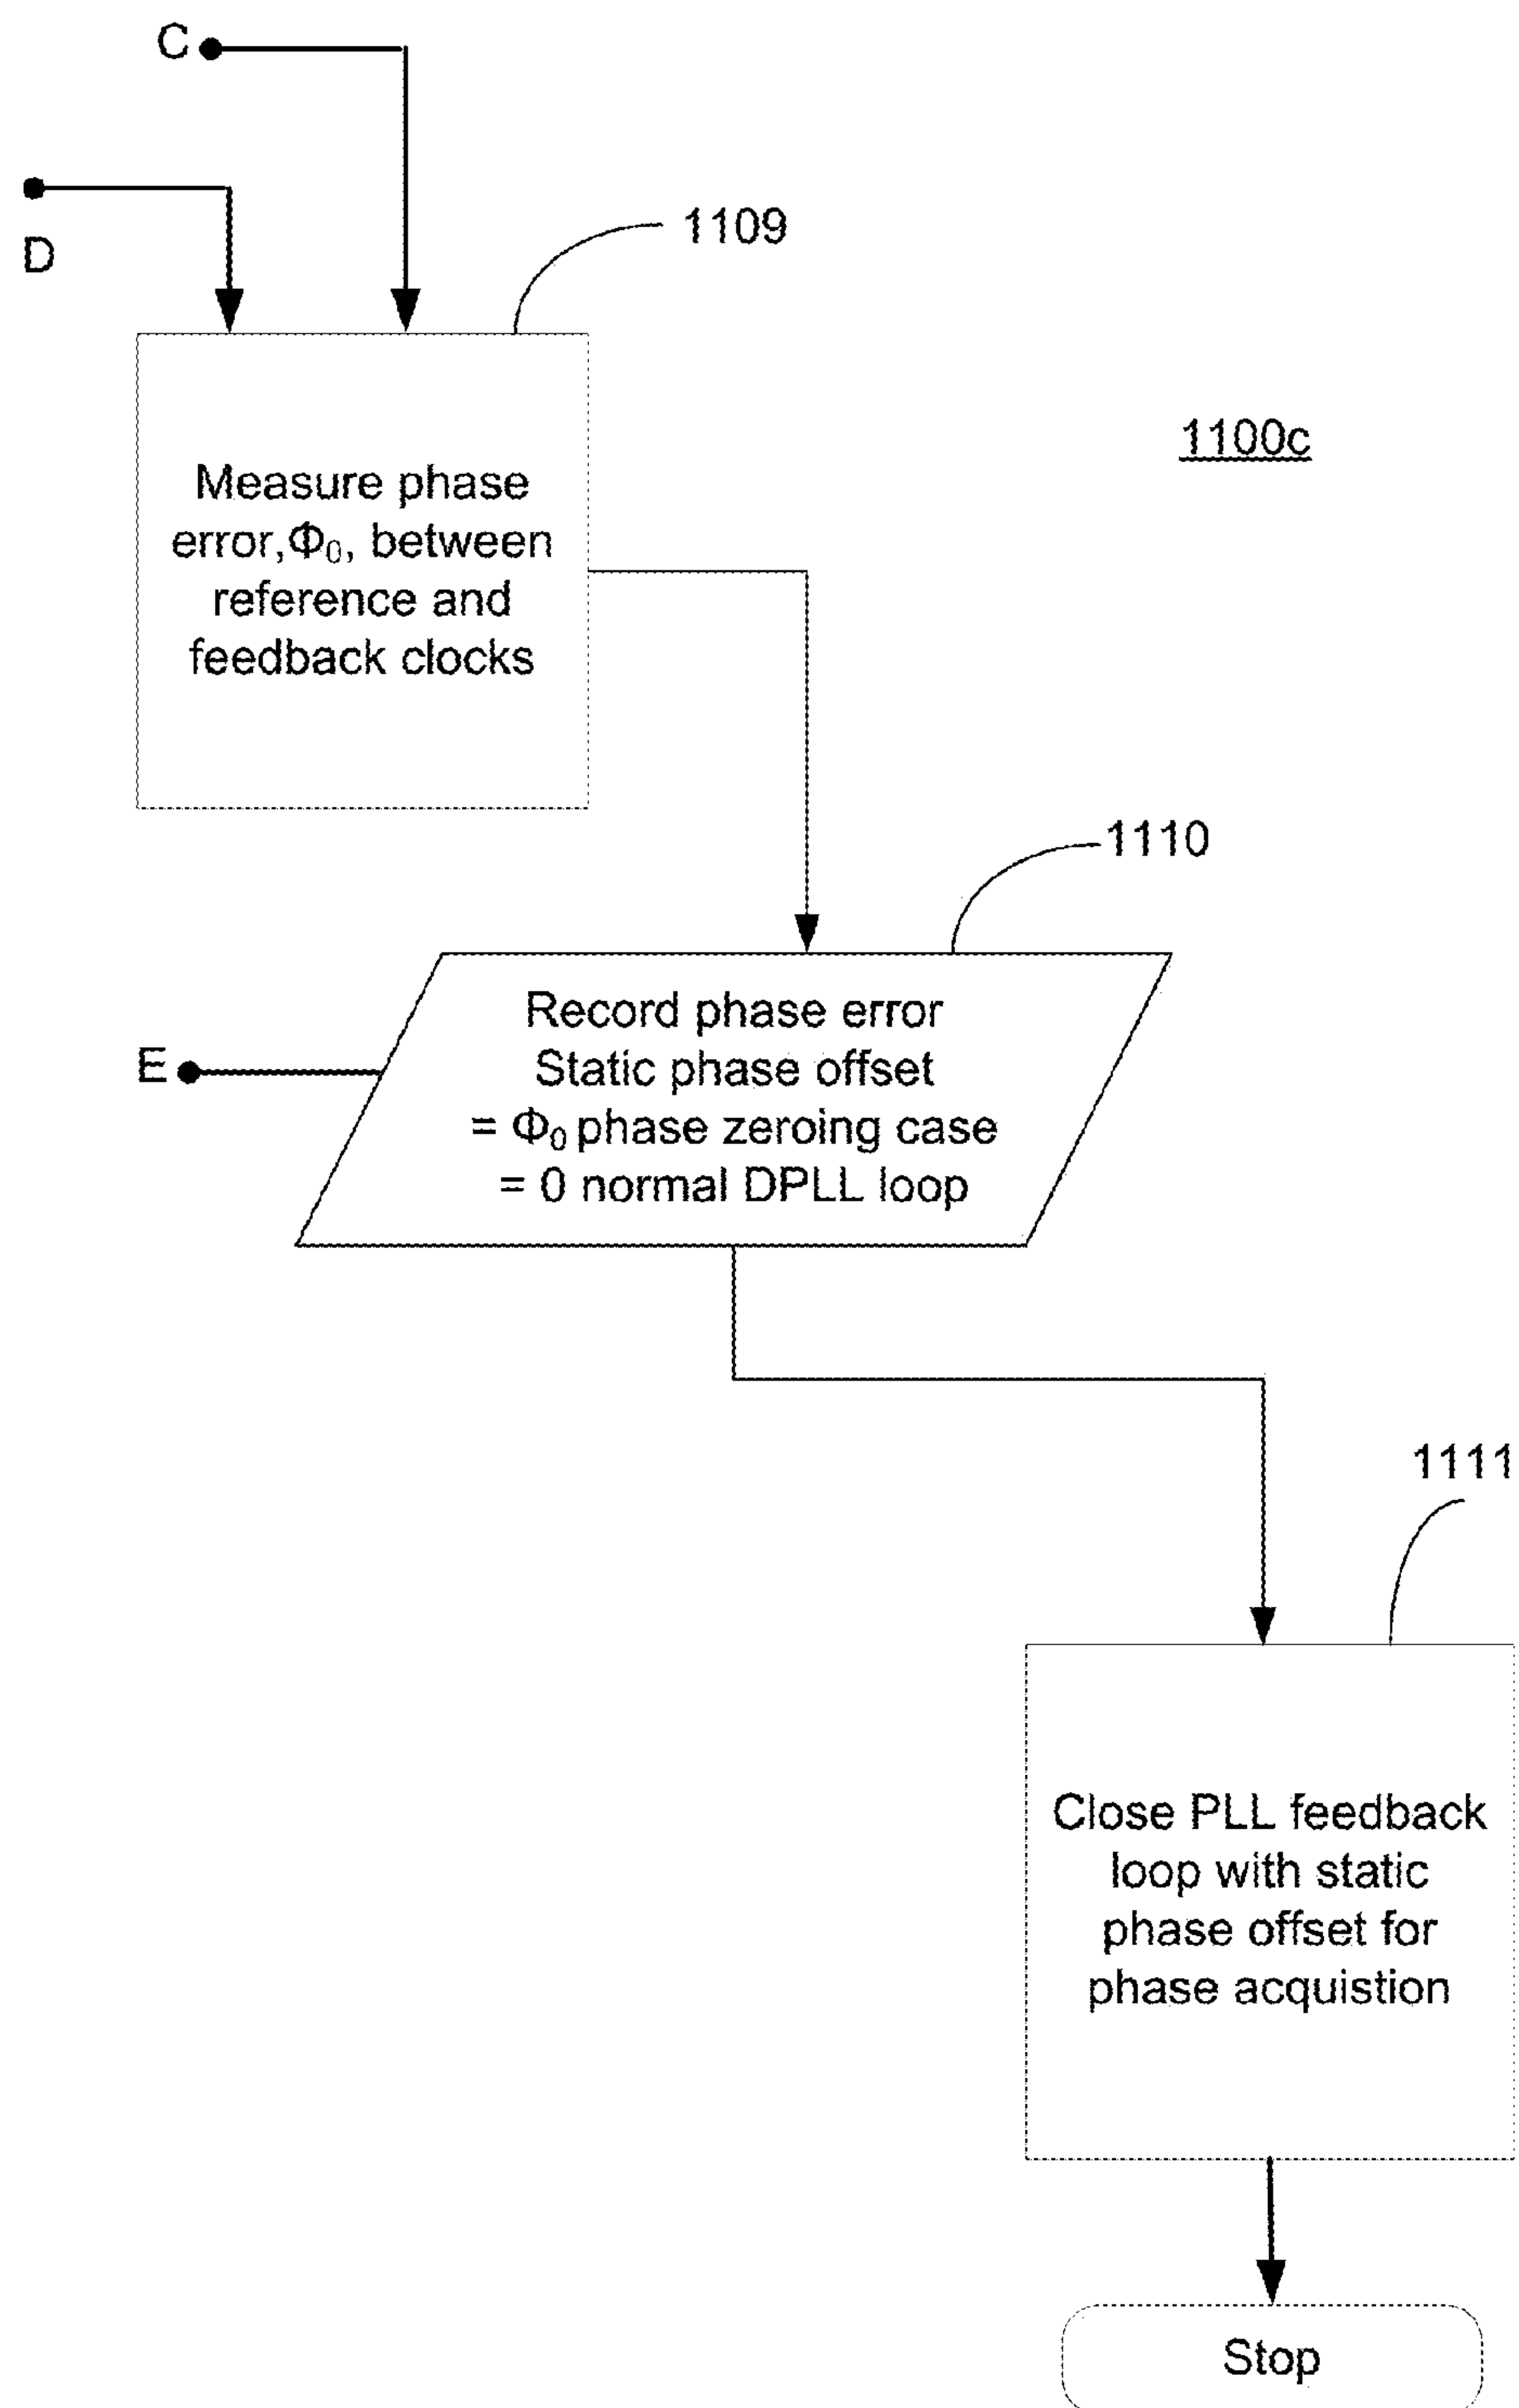 C
D
1109
1100c
Measure phase
error,Φ₀, between
reference and
feedback clocks
1110
E
Record phase error
Static phase offset
= Φ₀ phase zeroing case
= 0 normal DPLL loop
1111
Close PLL feedback
loop with static
phase offset for
phase acquistion
Stop